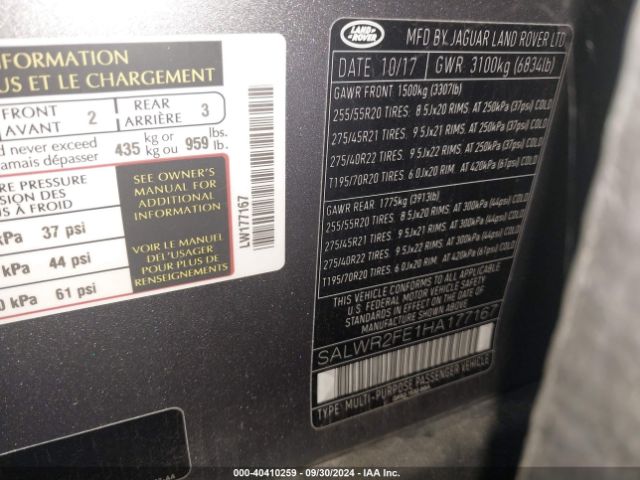 INFORMATION
US ET LE CHARGEMENT
FRONT
AVANT 2 REAR
ARRIÈRE 3
d never exceed
amais dépasser 435 kg or
kg ou 959 lbs.
lb.
RE PRESSURE
SION DES
S À FROID
kPa 37 psi
kPa 44 psi
0 kPa 61 psi
SEE OWNER'S
MANUAL FOR
ADDITIONAL
INFORMATION
VOIR LE MANUEL
DE L'USAGER
POUR PLUS DE
RENSEIGNEMENTS
LW177167
LAND
ROVER
MFD BY JAGUAR LAND ROVER LTD
DATE 10/17 GWR 3100kg (6834lb)
GAWR FRONT 1500kg (3307lb)
255/55R20 TIRES: 8 5Jx20 RIMS, AT 250kPa (37psi) COLD
275/45R21 TIRES: 9 5Jx21 RIMS, AT 250kPa (37psi) COLD
275/40R22 TIRES: 9 5Jx22 RIMS, AT 250kPa (37psi) COLD
T195/70R20 TIRES: 6 0Jx20 RIM, AT 420kPa (61psi) COLD
GAWR REAR 1775kg (3913lb)
255/55R20 TIRES: 8 5Jx20 RIMS, AT 300kPa (44psi) COLD
275/45R21 TIRES: 9 5Jx21 RIMS, AT 300kPa (44psi) COLD
275/40R22 TIRES: 9 5Jx22 RIMS, AT 300kPa (44psi) COLD
T195/70R20 TIRES: 6 0Jx20 RIM, AT 420kPa (61psi) COLD
THIS VEHICLE CONFORMS TO ALL APPLICABLE
U.S. FEDERAL MOTOR VEHICLE SAFETY
STANDARDS IN EFFECT ON THE DATE OF
MANUFACTURE SHOWN ABOVE
SALWR2FE1HA177167
TYPE: MULTI-PURPOSE PASSENGER VEHICLE
000-40410259 - 09/30/2024 - IAA Inc.